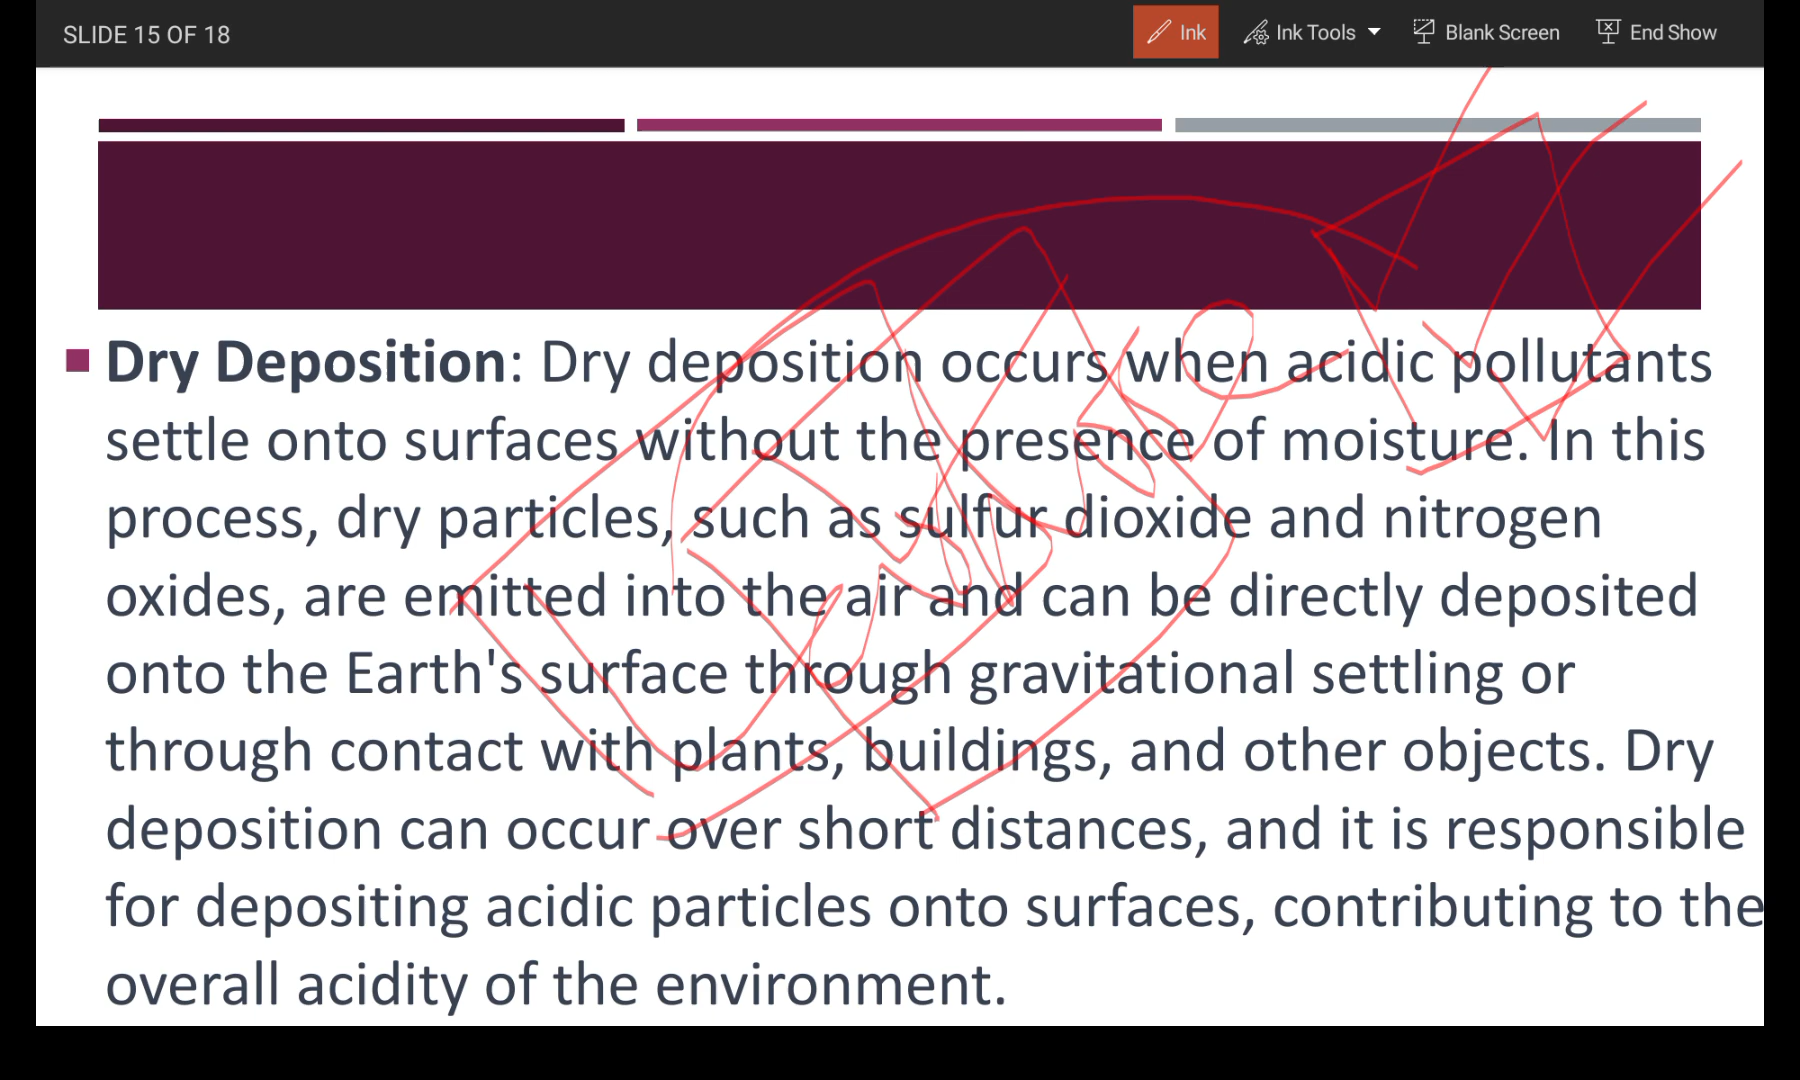 SLIDE 15 OF 18
Ink
Ink Tools
Blank Screen
End Show
Dry Deposition: Dry deposition occurs when acidic pollutants
settle onto surfaces without the presence of moisture. In this
process, dry particles, such as sulfur dioxide and nitrogen
oxides, are emitted into the air and can be directly deposited
onto the Earth's surface through gravitational settling or
through contact with plants, buildings, and other objects. Dry
deposition can occur over short distances, and it is responsible
for depositing acidic particles onto surfaces, contributing to the
overall acidity of the environment.